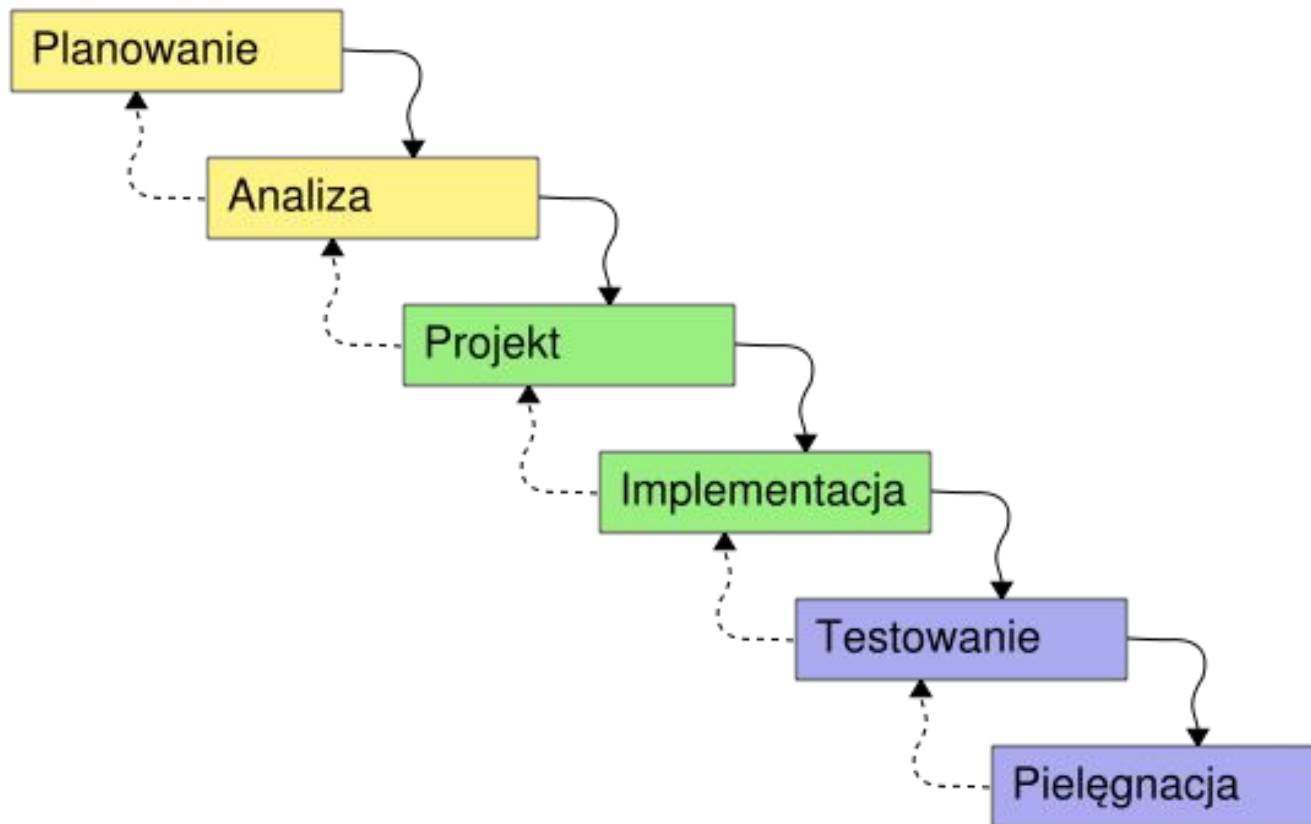 Planowanie
Analiza
Projekt
Implementacja
Testowanie
Pielęgnacja